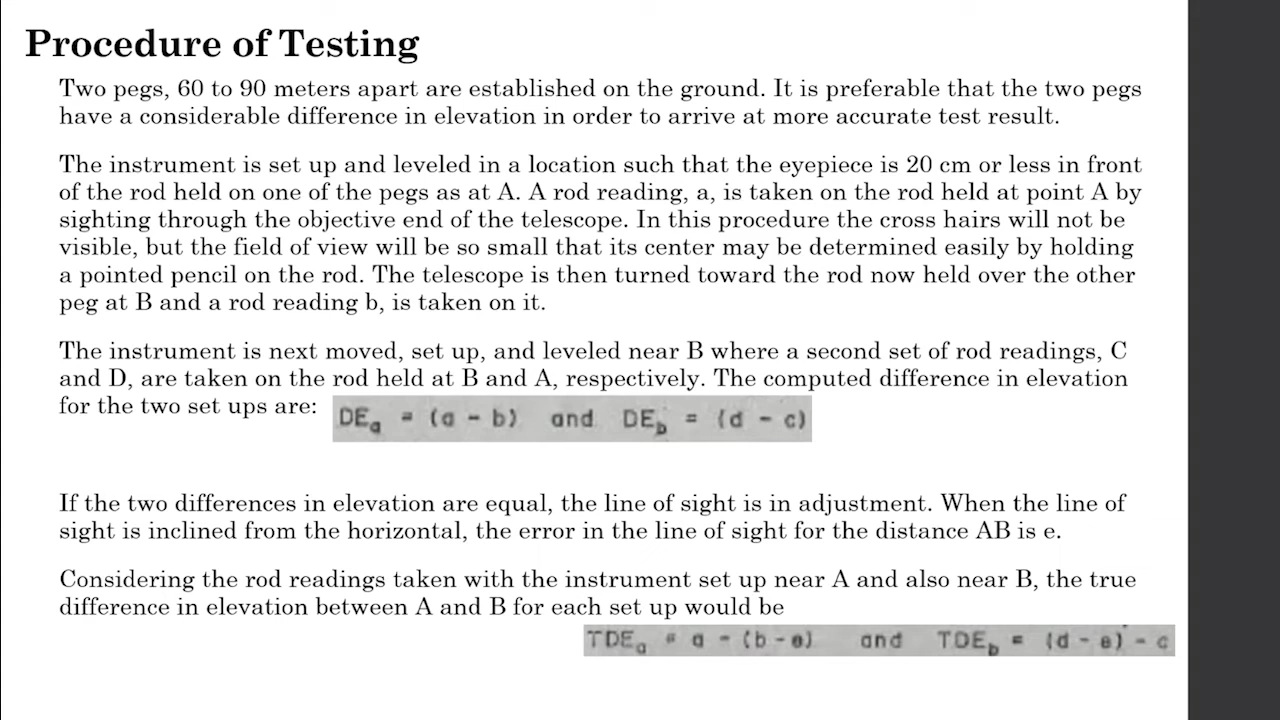 Procedure of Testing
Two pegs, 60 to 90 meters apart are established on the ground. It is preferable that the two pegs
have a considerable difference in elevation in order to arrive at more accurate test result.
The instrument is set up and leveled in a location such that the eyepiece is 20 cm or less in front
of the rod held on one of the pegs as at A. A rod reading, a, is taken on the rod held at point A by
sighting through the objective end of the telescope. In this procedure the cross hairs will not be
visible, but the field of view will be so small that its center may be determined easily by holding
a pointed pencil on the rod. The telescope is then turned toward the rod now held over the other
peg at B and a rod reading b, is taken on it.
The instrument is next moved, set up, and leveled near B where a second set of rod readings, C
and D, are taken on the rod held at B and A, respectively. The computed difference in elevation
for the two set ups are: DEₐ = (a - b) and DE_b = (d - c)
If the two differences in elevation are equal, the line of sight is in adjustment. When the line of
sight is inclined from the horizontal, the error in the line of sight for the distance AB is e.
Considering the rod readings taken with the instrument set up near A and also near B, the true
difference in elevation between A and B for each set up would be
TDEₐ = a - (b - e) and TDE_b = (d - e) - c